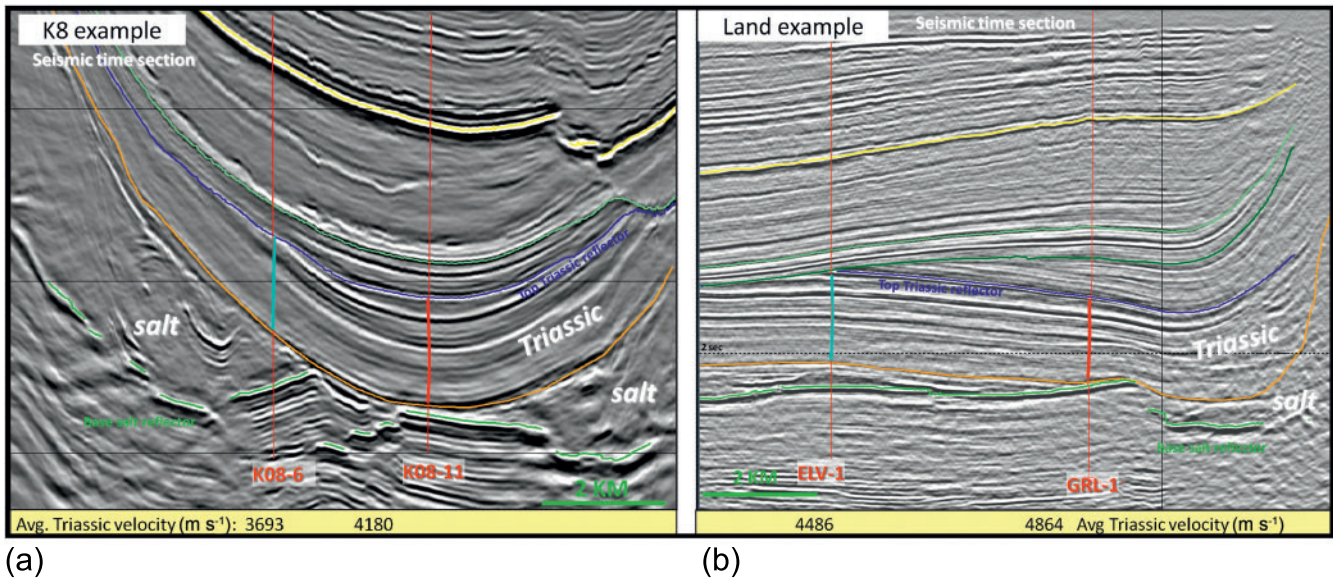 K8 example
Seismic time section
Top Triassic reflector
Triassic
salt
salt
Base salt reflector
K08-6
K08-11
2 KM
Avg. Triassic velocity (m s⁻¹): 3693 4180
(a)
Land example
Seismic time section
Top Triassic reflector
2 sec
Triassic
salt
Base salt reflector
2 KM
ELV-1
GRL-1
4486 4864 Avg Triassic velocity (m s⁻¹)
(b)